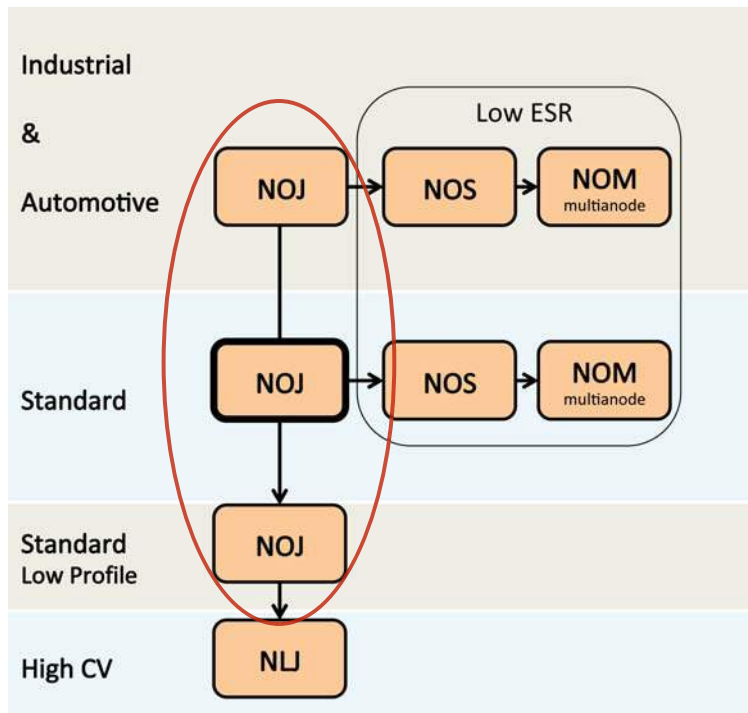 Industrial
&
Automotive
Low ESR
NOJ
NOS
NOM
multianode
Standard
NOJ
NOS
NOM
multianode
Standard
Low Profile
NOJ
High CV
NLJ